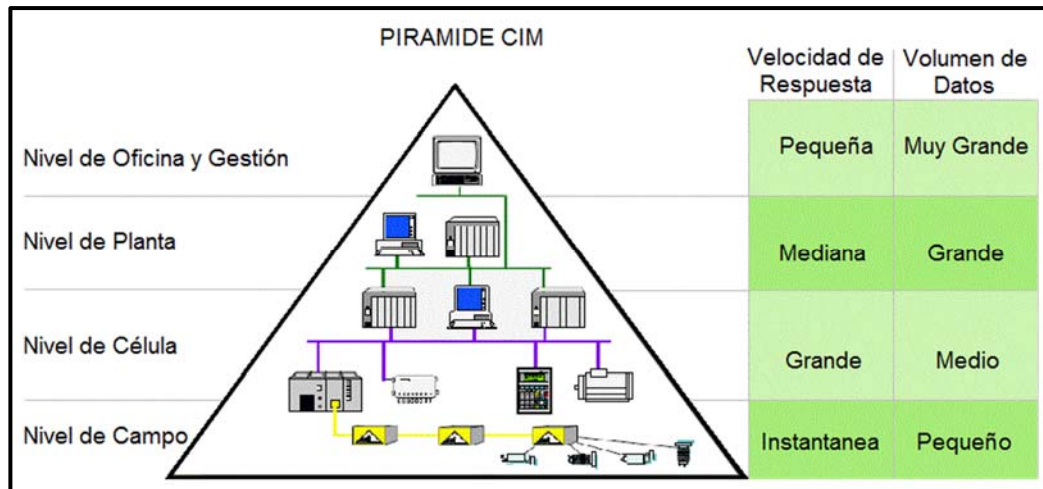 PIRAMIDE CIM
Velocidad de
Respuesta
Volumen de
Datos
Nivel de Oficina y Gestión
Pequeña
Muy Grande
Nivel de Planta
Mediana
Grande
Nivel de Célula
Grande
Medio
Nivel de Campo
Instantanea
Pequeño